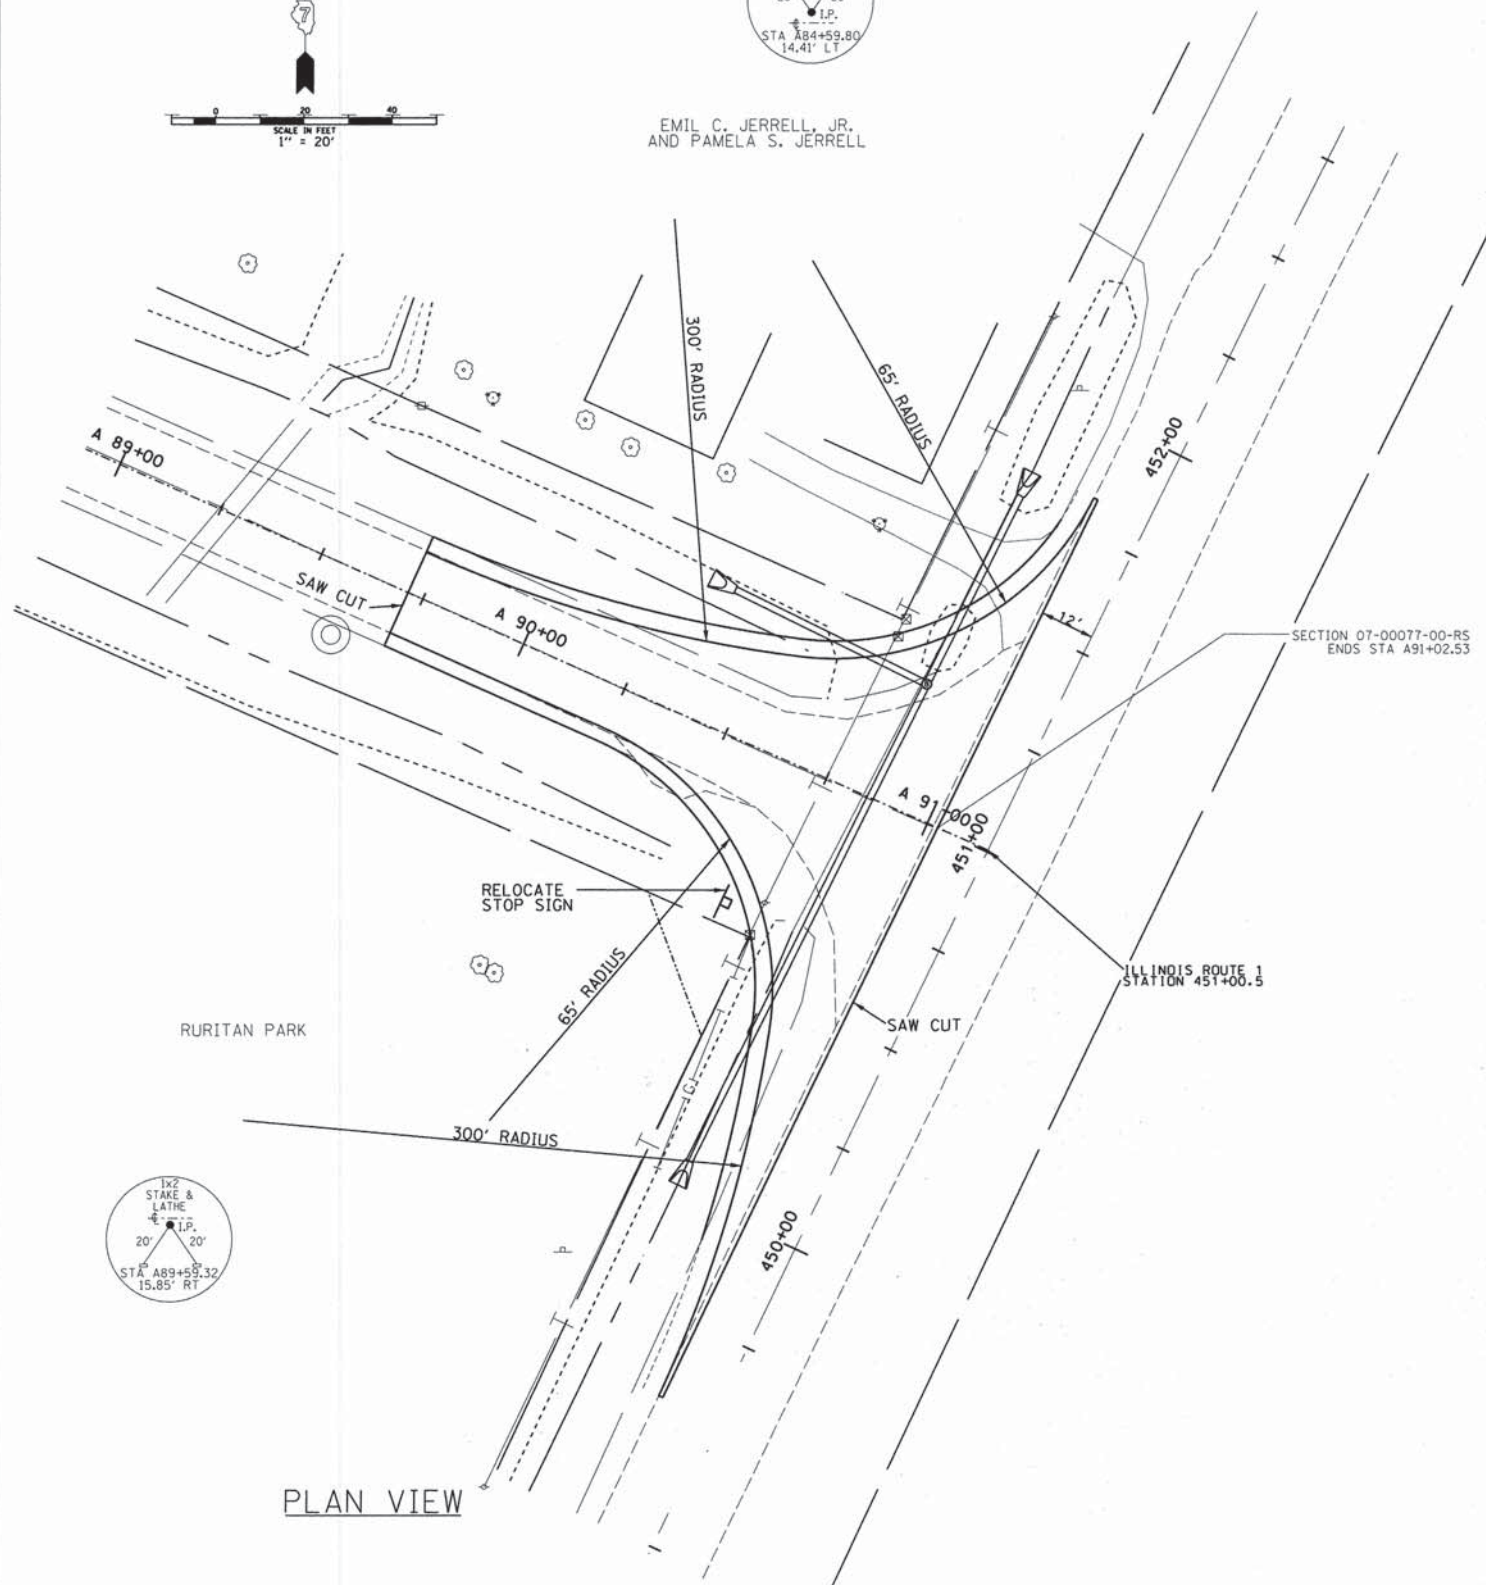 7
I.P.
STA A84+59.80
14.41' LT
0 20 40
SCALE IN FEET
1" = 20'
EMIL C. JERRELL, JR.
AND PAMELA S. JERRELL
300' RADIUS
65' RADIUS
452+00
A 89+00
SAW CUT
A 90+00
12'
SECTION 07-00077-00-RS
ENDS STA A91+02.53
A 91+00
451+00
RELOCATE
STOP SIGN
65' RADIUS
ILLINOIS ROUTE 1
STATION 451+00.5
SAW CUT
RURITAN PARK
G
300' RADIUS
1x2
STAKE &
LATHE
I.P.
20' 20'
STA A89+59.32
15.85' RT
450+00
PLAN VIEW